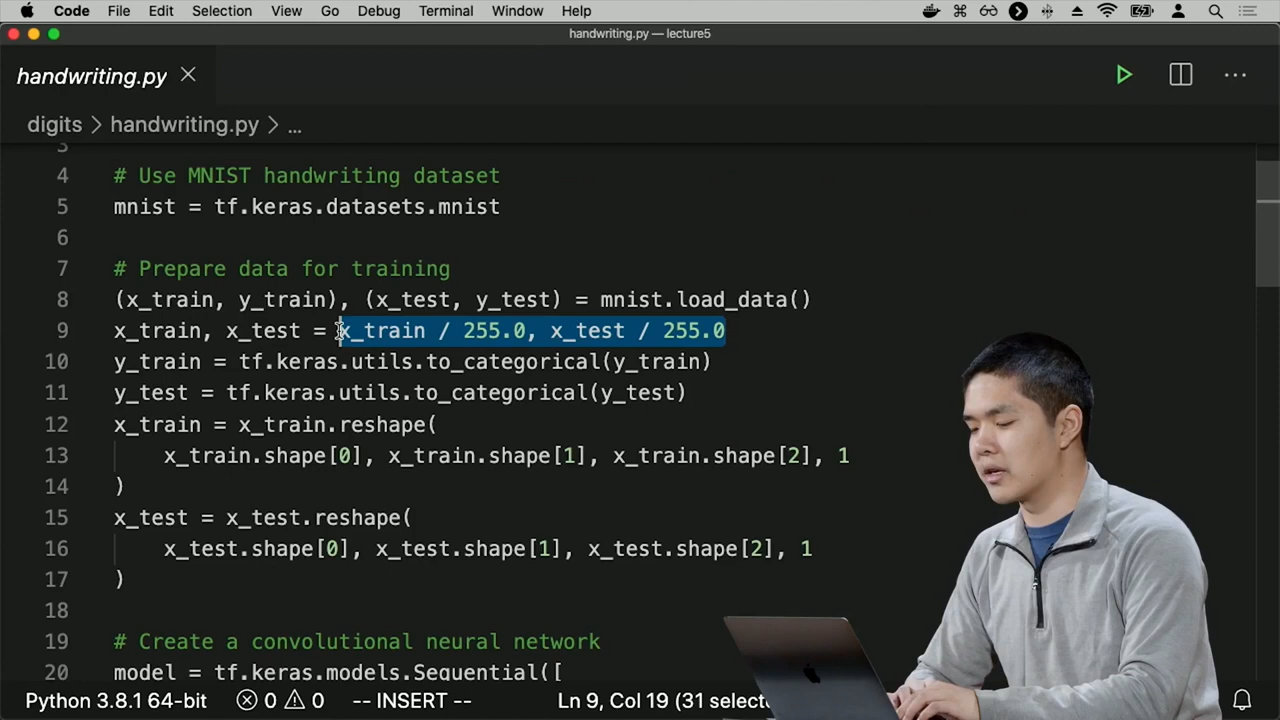 Code File Edit Selection View Go Debug Terminal Window Help
handwriting.py — lecture5
handwriting.py
digits > handwriting.py > ...
3
4 # Use MNIST handwriting dataset
5 mnist = tf.keras.datasets.mnist
6
7 # Prepare data for training
8 (x_train, y_train), (x_test, y_test) = mnist.load_data()
9 x_train, x_test = x_train / 255.0, x_test / 255.0
10 y_train = tf.keras.utils.to_categorical(y_train)
11 y_test = tf.keras.utils.to_categorical(y_test)
12 x_train = x_train.reshape(
13 x_train.shape[0], x_train.shape[1], x_train.shape[2], 1
14 )
15 x_test = x_test.reshape(
16 x_test.shape[0], x_test.shape[1], x_test.shape[2], 1
17 )
18
19 # Create a convolutional neural network
20 model = tf.keras.models.Sequential([
Python 3.8.1 64-bit 0 0 -- INSERT -- Ln 9, Col 19 (31 selecte